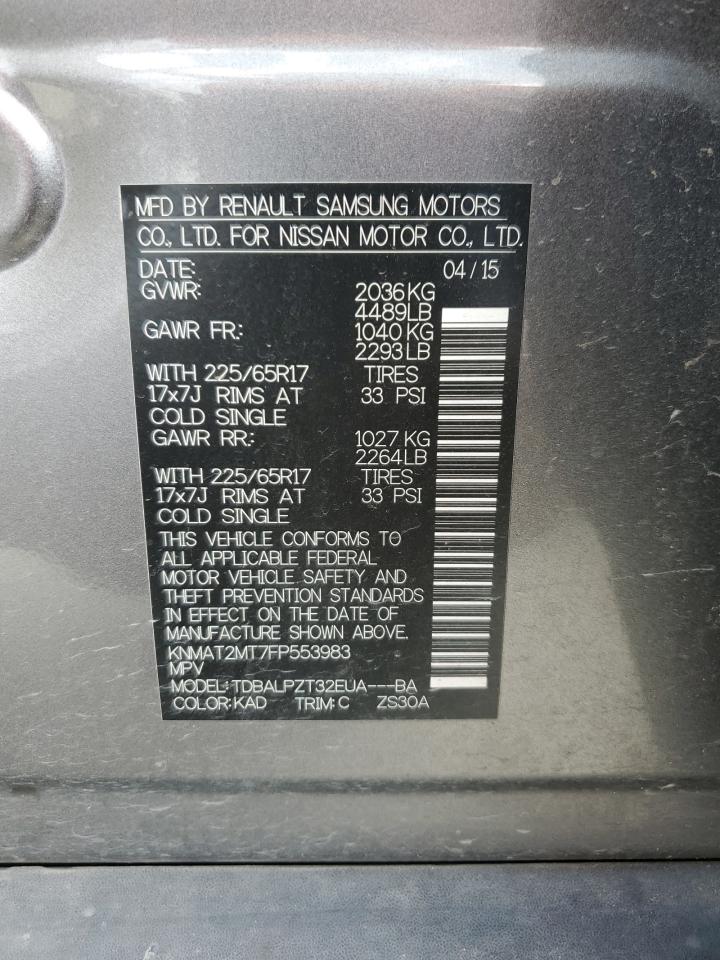 MFD BY RENAULT SAMSUNG MOTORS
CO., LTD. FOR NISSAN MOTOR CO., LTD.
DATE: 04 / 15
GVWR: 2036 KG
4489LB
GAWR FR: 1040 KG
2293 LB
WITH 225/65R17 TIRES
17x7J RIMS AT 33 PSI
COLD SINGLE
GAWR RR: 1027 KG
2264LB
WITH 225/65R17 TIRES
17x7J RIMS AT 33 PSI
COLD SINGLE
THIS VEHICLE CONFORMS TO
ALL APPLICABLE FEDERAL
MOTOR VEHICLE SAFETY AND
THEFT PREVENTION STANDARDS
IN EFFECT ON THE DATE OF
MANUFACTURE SHOWN ABOVE.
KNMAT2MT7FP553983
MPV
MODEL: TDBALPZT32EUA---BA
COLOR: KAD TRIM: C ZS30A